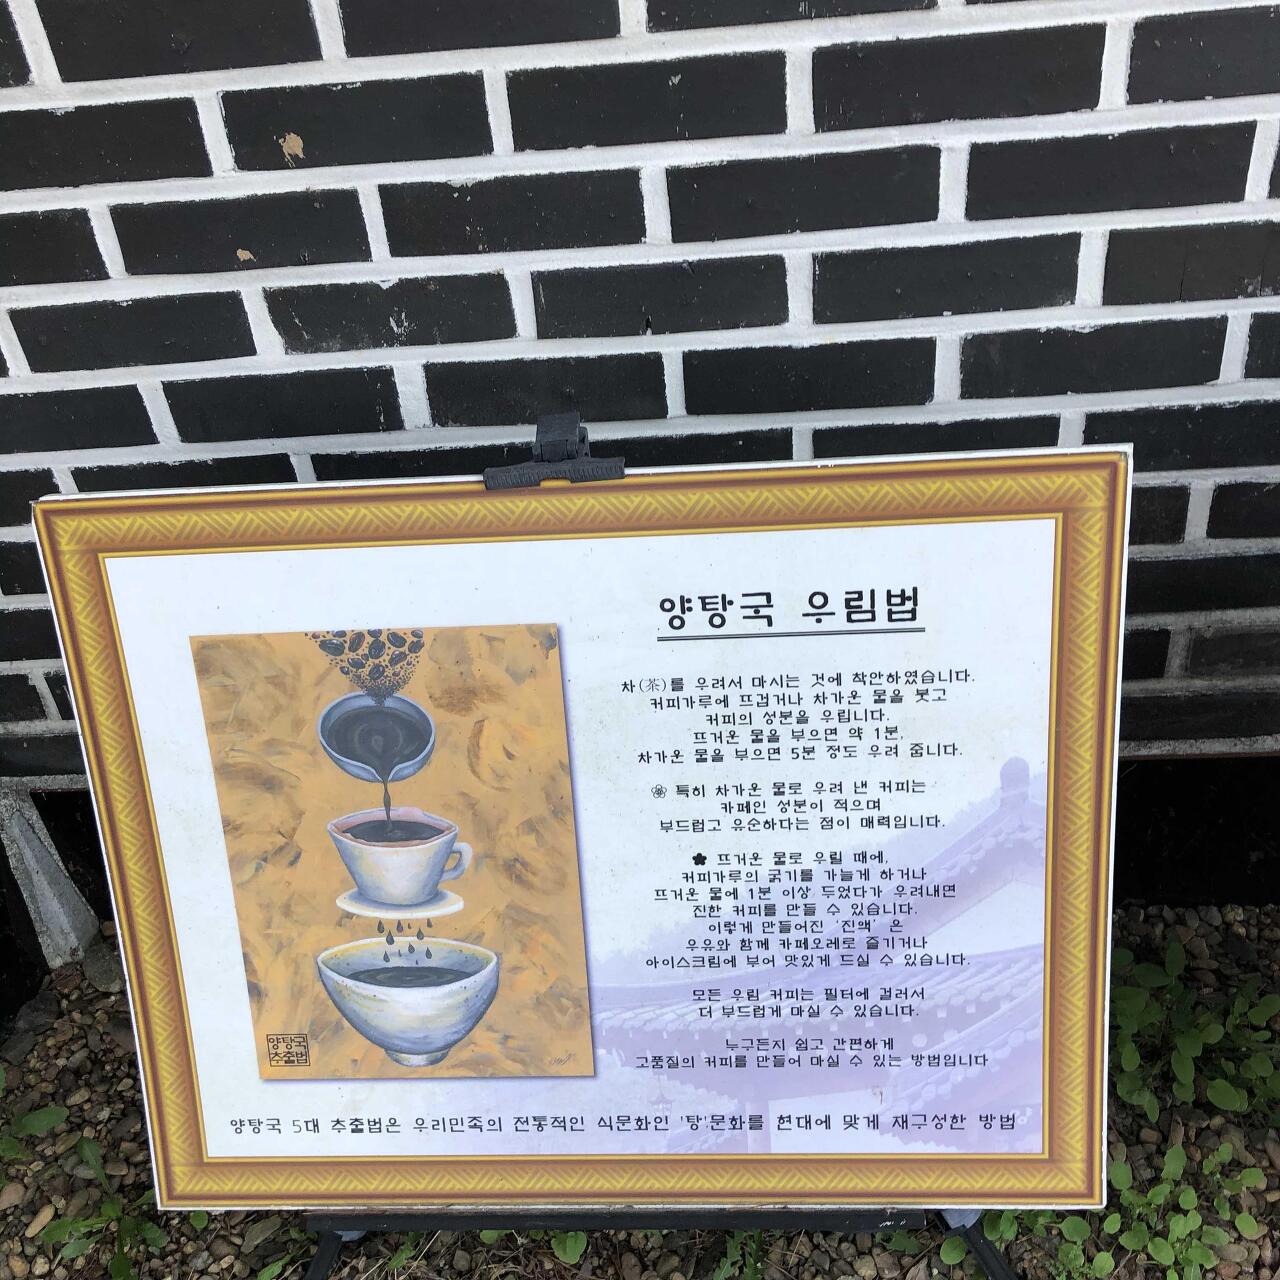 양탕국 우림법
차(茶)를 우려서 마시는 것에 착안하였습니다.
커피가루에 뜨겁거나 차가운 물을 붓고
커피의 성분을 우립니다.
뜨거운 물을 부으면 약 1분,
차가운 물을 부으면 5분 정도 우려 줍니다.
특히 차가운 물로 우려 낸 커피는
카페인 성분이 적으며
부드럽고 유순하다는 점이 매력입니다.
뜨거운 물로 우릴 때에,
커피가루의 굵기를 가늘게 하거나
뜨거운 물에 1분 이상 두었다가 우려내면
진한 커피를 만들 수 있습니다.
이렇게 만들어진 '진액' 은
우유와 함께 카페오레로 즐기거나
아이스크림에 부어 맛있게 드실 수 있습니다.
모든 우림 커피는 필터에 걸러서
더 부드럽게 마실 수 있습니다.
누구든지 쉽고 간편하게
고품질의 커피를 만들어 마실 수 있는 방법입니다
양탕국
추출법
양탕국 5대 추출법은 우리민족의 전통적인 식문화인 '탕'문화를 현대에 맞게 재구성한 방법